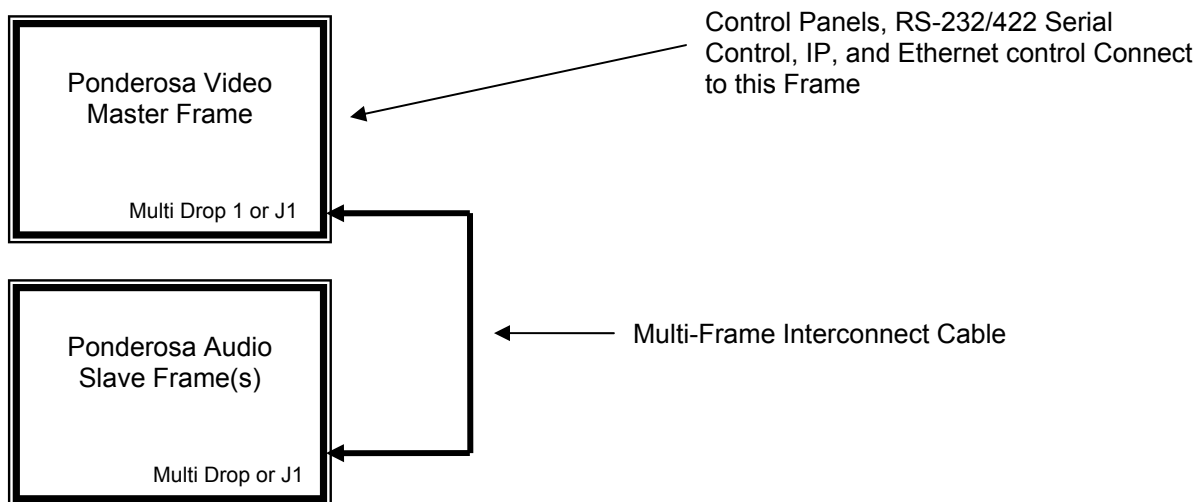 Control Panels, RS-232/422 Serial
Control, IP, and Ethernet control Connect
to this Frame
Ponderosa Video
Master Frame
Multi Drop 1 or J1
Multi-Frame Interconnect Cable
Ponderosa Audio
Slave Frame(s)
Multi Drop or J1